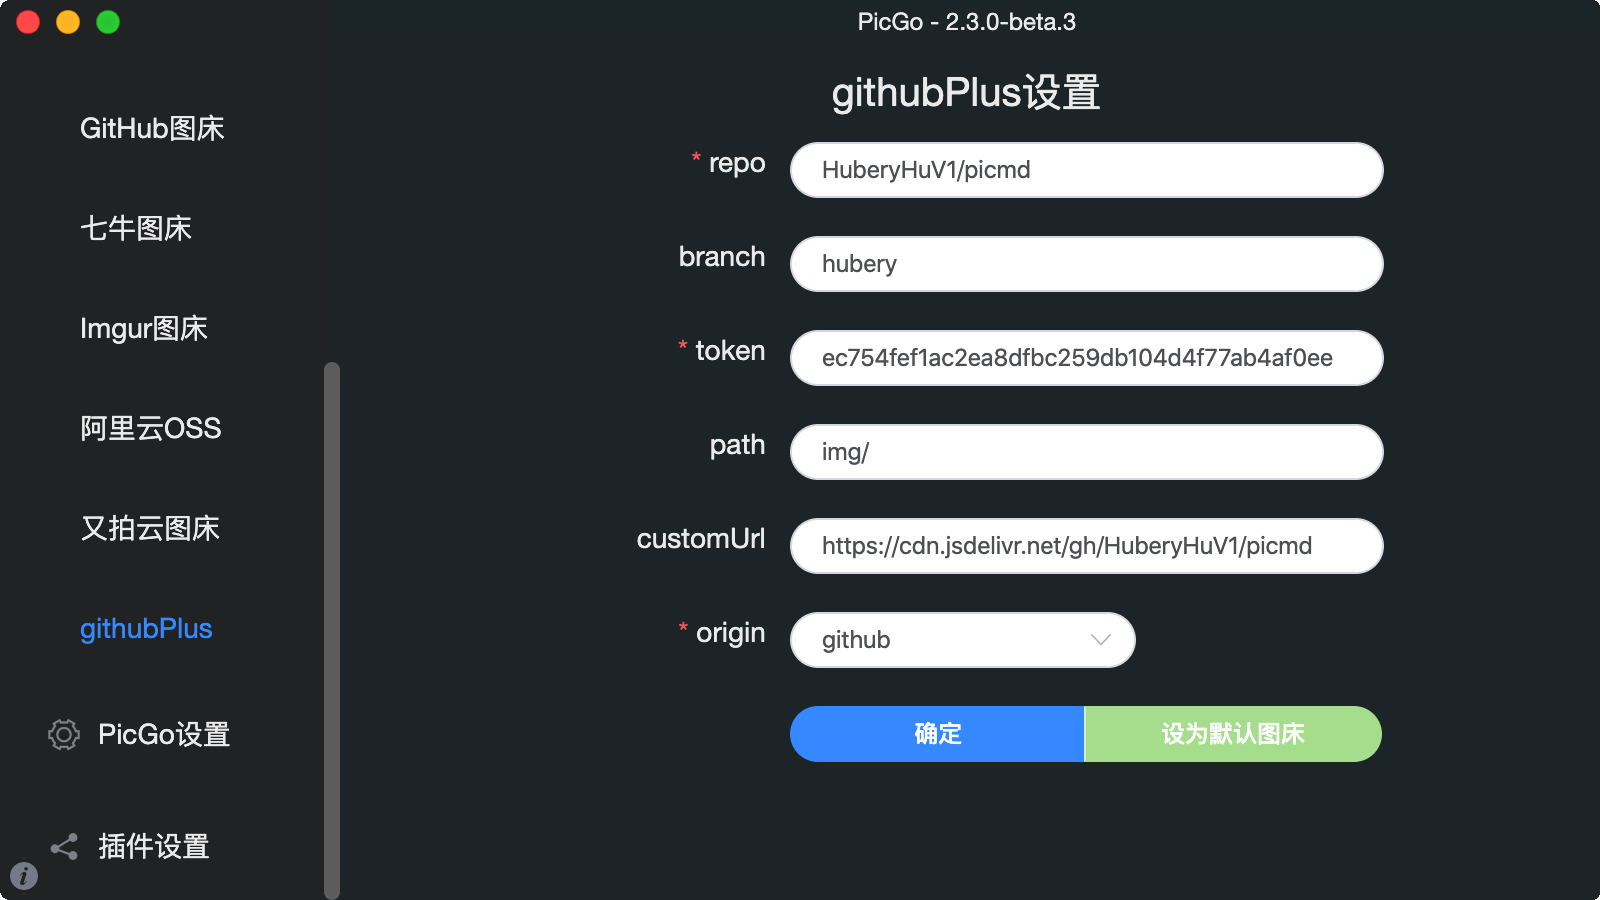 PicGo - 2.3.0-beta.3
GitHub图床
七牛图床
Imgur图床
阿里云OSS
又拍云图床
githubPlus
PicGo设置
插件设置
githubPlus设置
* repo
HuberyHuV1/picmd
branch
hubery
* token
ec754fef1ac2ea8dfbc259db104d4f77ab4af0ee
path
img/
customUrl
https://cdn.jsdelivr.net/gh/HuberyHuV1/picmd
* origin
github
确定
设为默认图床